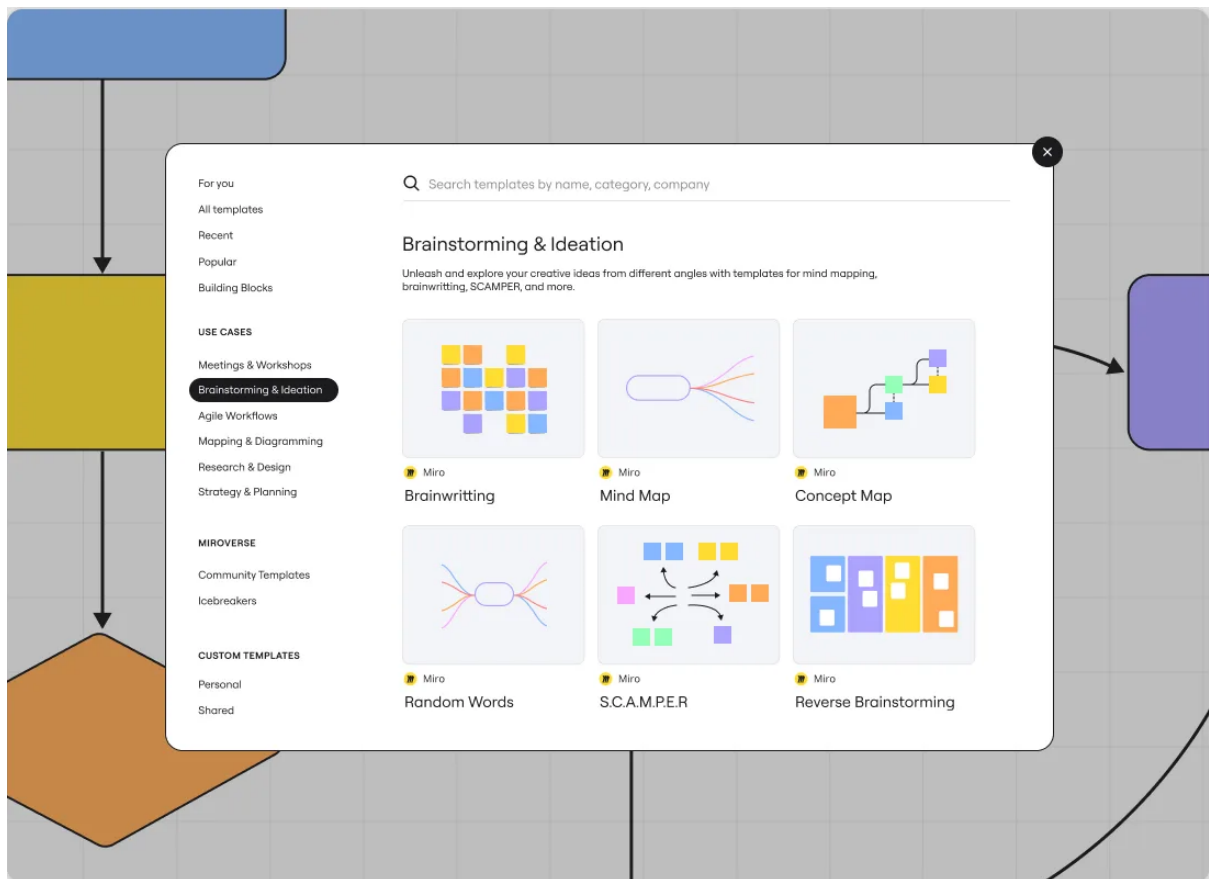 For you
All templates
Recent
Popular
Building Blocks
USE CASES
Meetings & Workshops
Brainstorming & Ideation
Agile Workflows
Mapping & Diagramming
Research & Design
Strategy & Planning
MIROVERSE
Community Templates
Icebreakers
CUSTOM TEMPLATES
Personal
Shared
Search templates by name, category, company
Brainstorming & Ideation
Unleash and explore your creative ideas from different angles with templates for mind mapping,
brainwritting, SCAMPER, and more.
Miro
Brainwritting
Miro
Mind Map
Miro
Concept Map
Miro
Random Words
Miro
S.C.A.M.P.E.R
Miro
Reverse Brainstorming